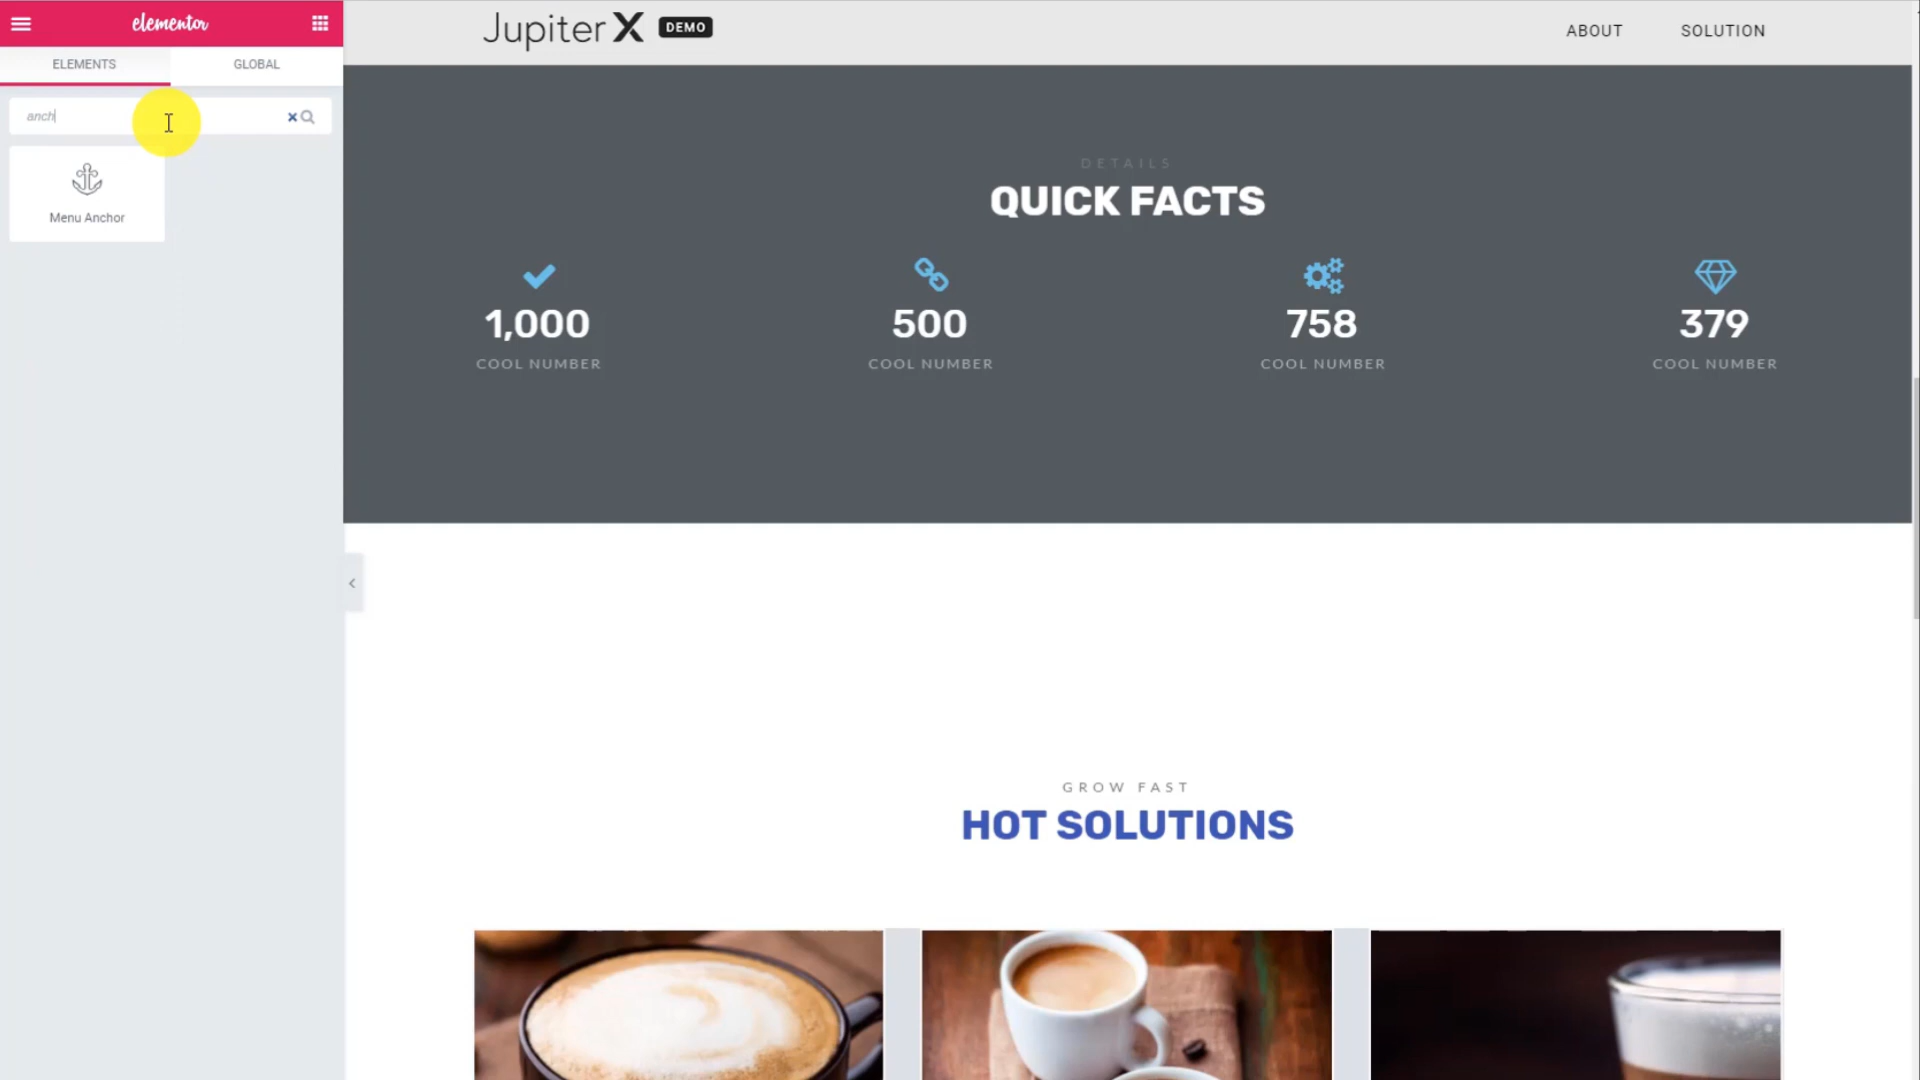 elementor
ELEMENTS
GLOBAL
anch
Menu Anchor
Jupiter X DEMO
ABOUT
SOLUTION
DETAILS
QUICK FACTS
1,000
COOL NUMBER
500
COOL NUMBER
758
COOL NUMBER
379
COOL NUMBER
GROW FAST
HOT SOLUTIONS